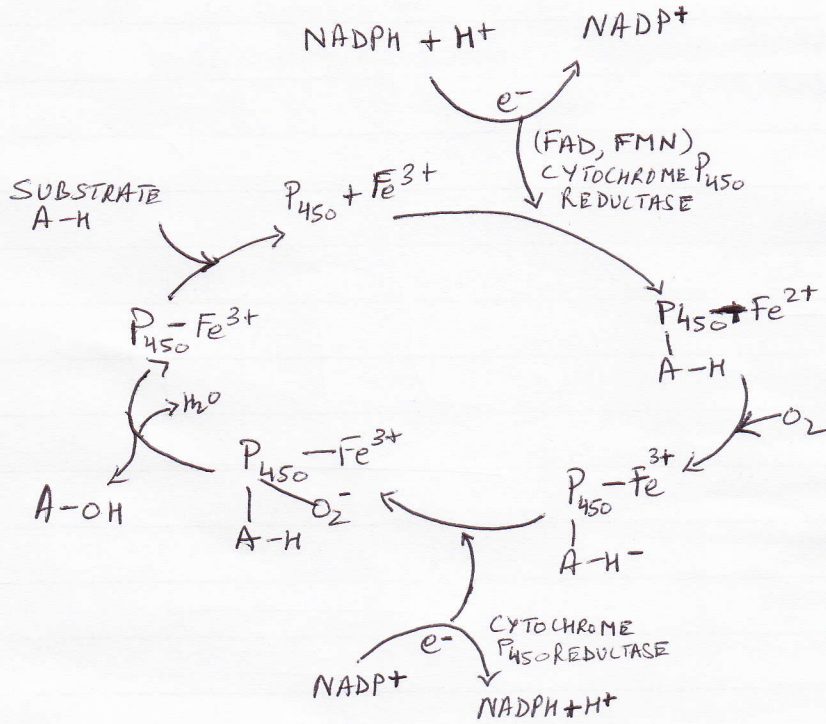 NADPH + H+
NADP+
e-
(FAD, FMN)
CYTOCHROME P450
REDUCTASE
SUBSTRATE
A-H
P450 + Fe3+
P450-Fe3+
P450+Fe2+
A-H
O2
H2O
A-OH
P450-Fe3+
O2-
A-H
P450-Fe3+
A-H-
e-
CYTOCHROME
P450 REDUCTASE
NADP+
NADPH+H+